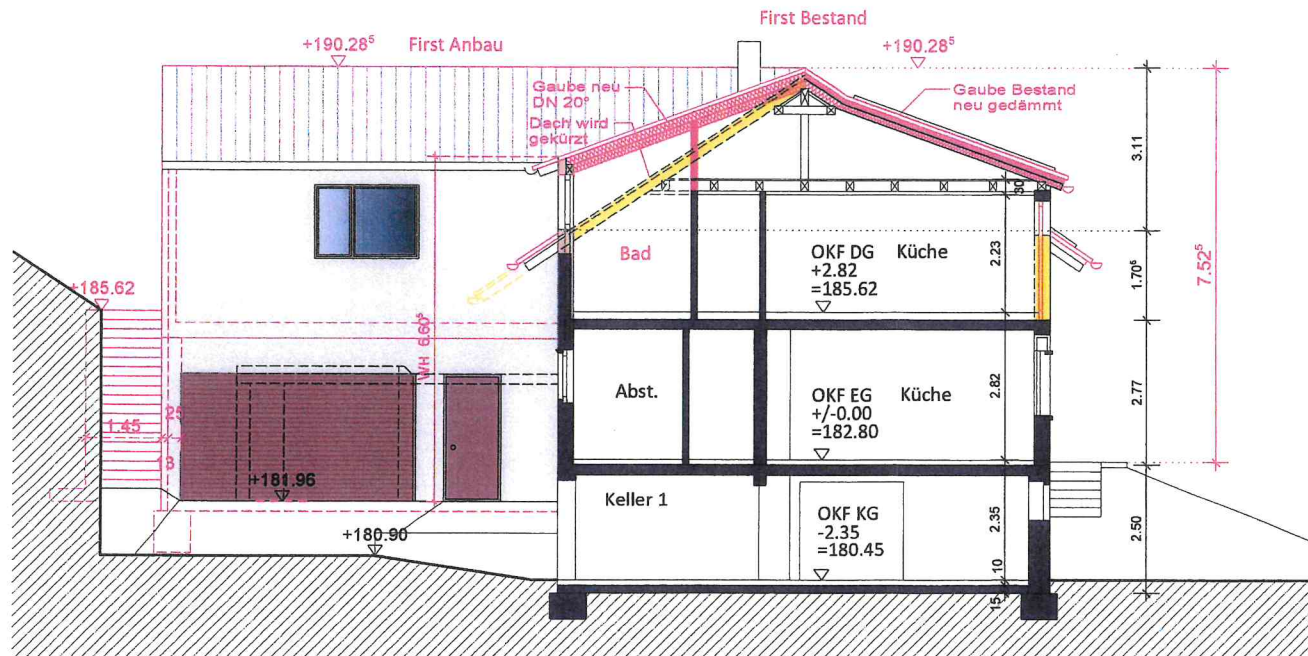 First Bestand
+190.28⁵
First Anbau
+190.28⁵
Gaube neu
DN 20°
Dach wird
gekürzt
Gaube Bestand
neu gedämmt
3.11
30
Bad
OKF DG
+2.82
=185.62
Küche
2.23
1.70⁵
7.52⁵
+185.62
WH 6.60⁵
Abst.
OKF EG
+/-0.00
=182.80
Küche
2.82
2.77
25
1.45
13
+181.96
Keller 1
OKF KG
-2.35
=180.45
2.35
2.50
+180.90
10
15